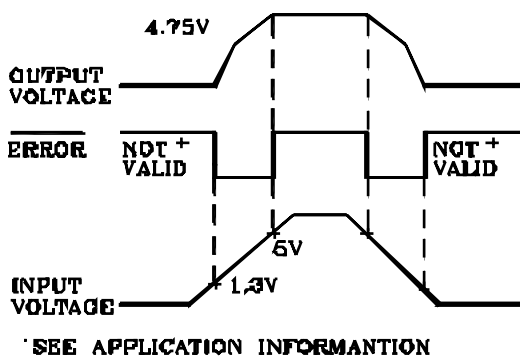 4.75V
OUTPUT
VOLTAGE
ERROR
NOT +
VALID
NOT +
VALID
5V
1.3V
INPUT
VOLTAGE
*SEE APPLICATION INFORMANTION